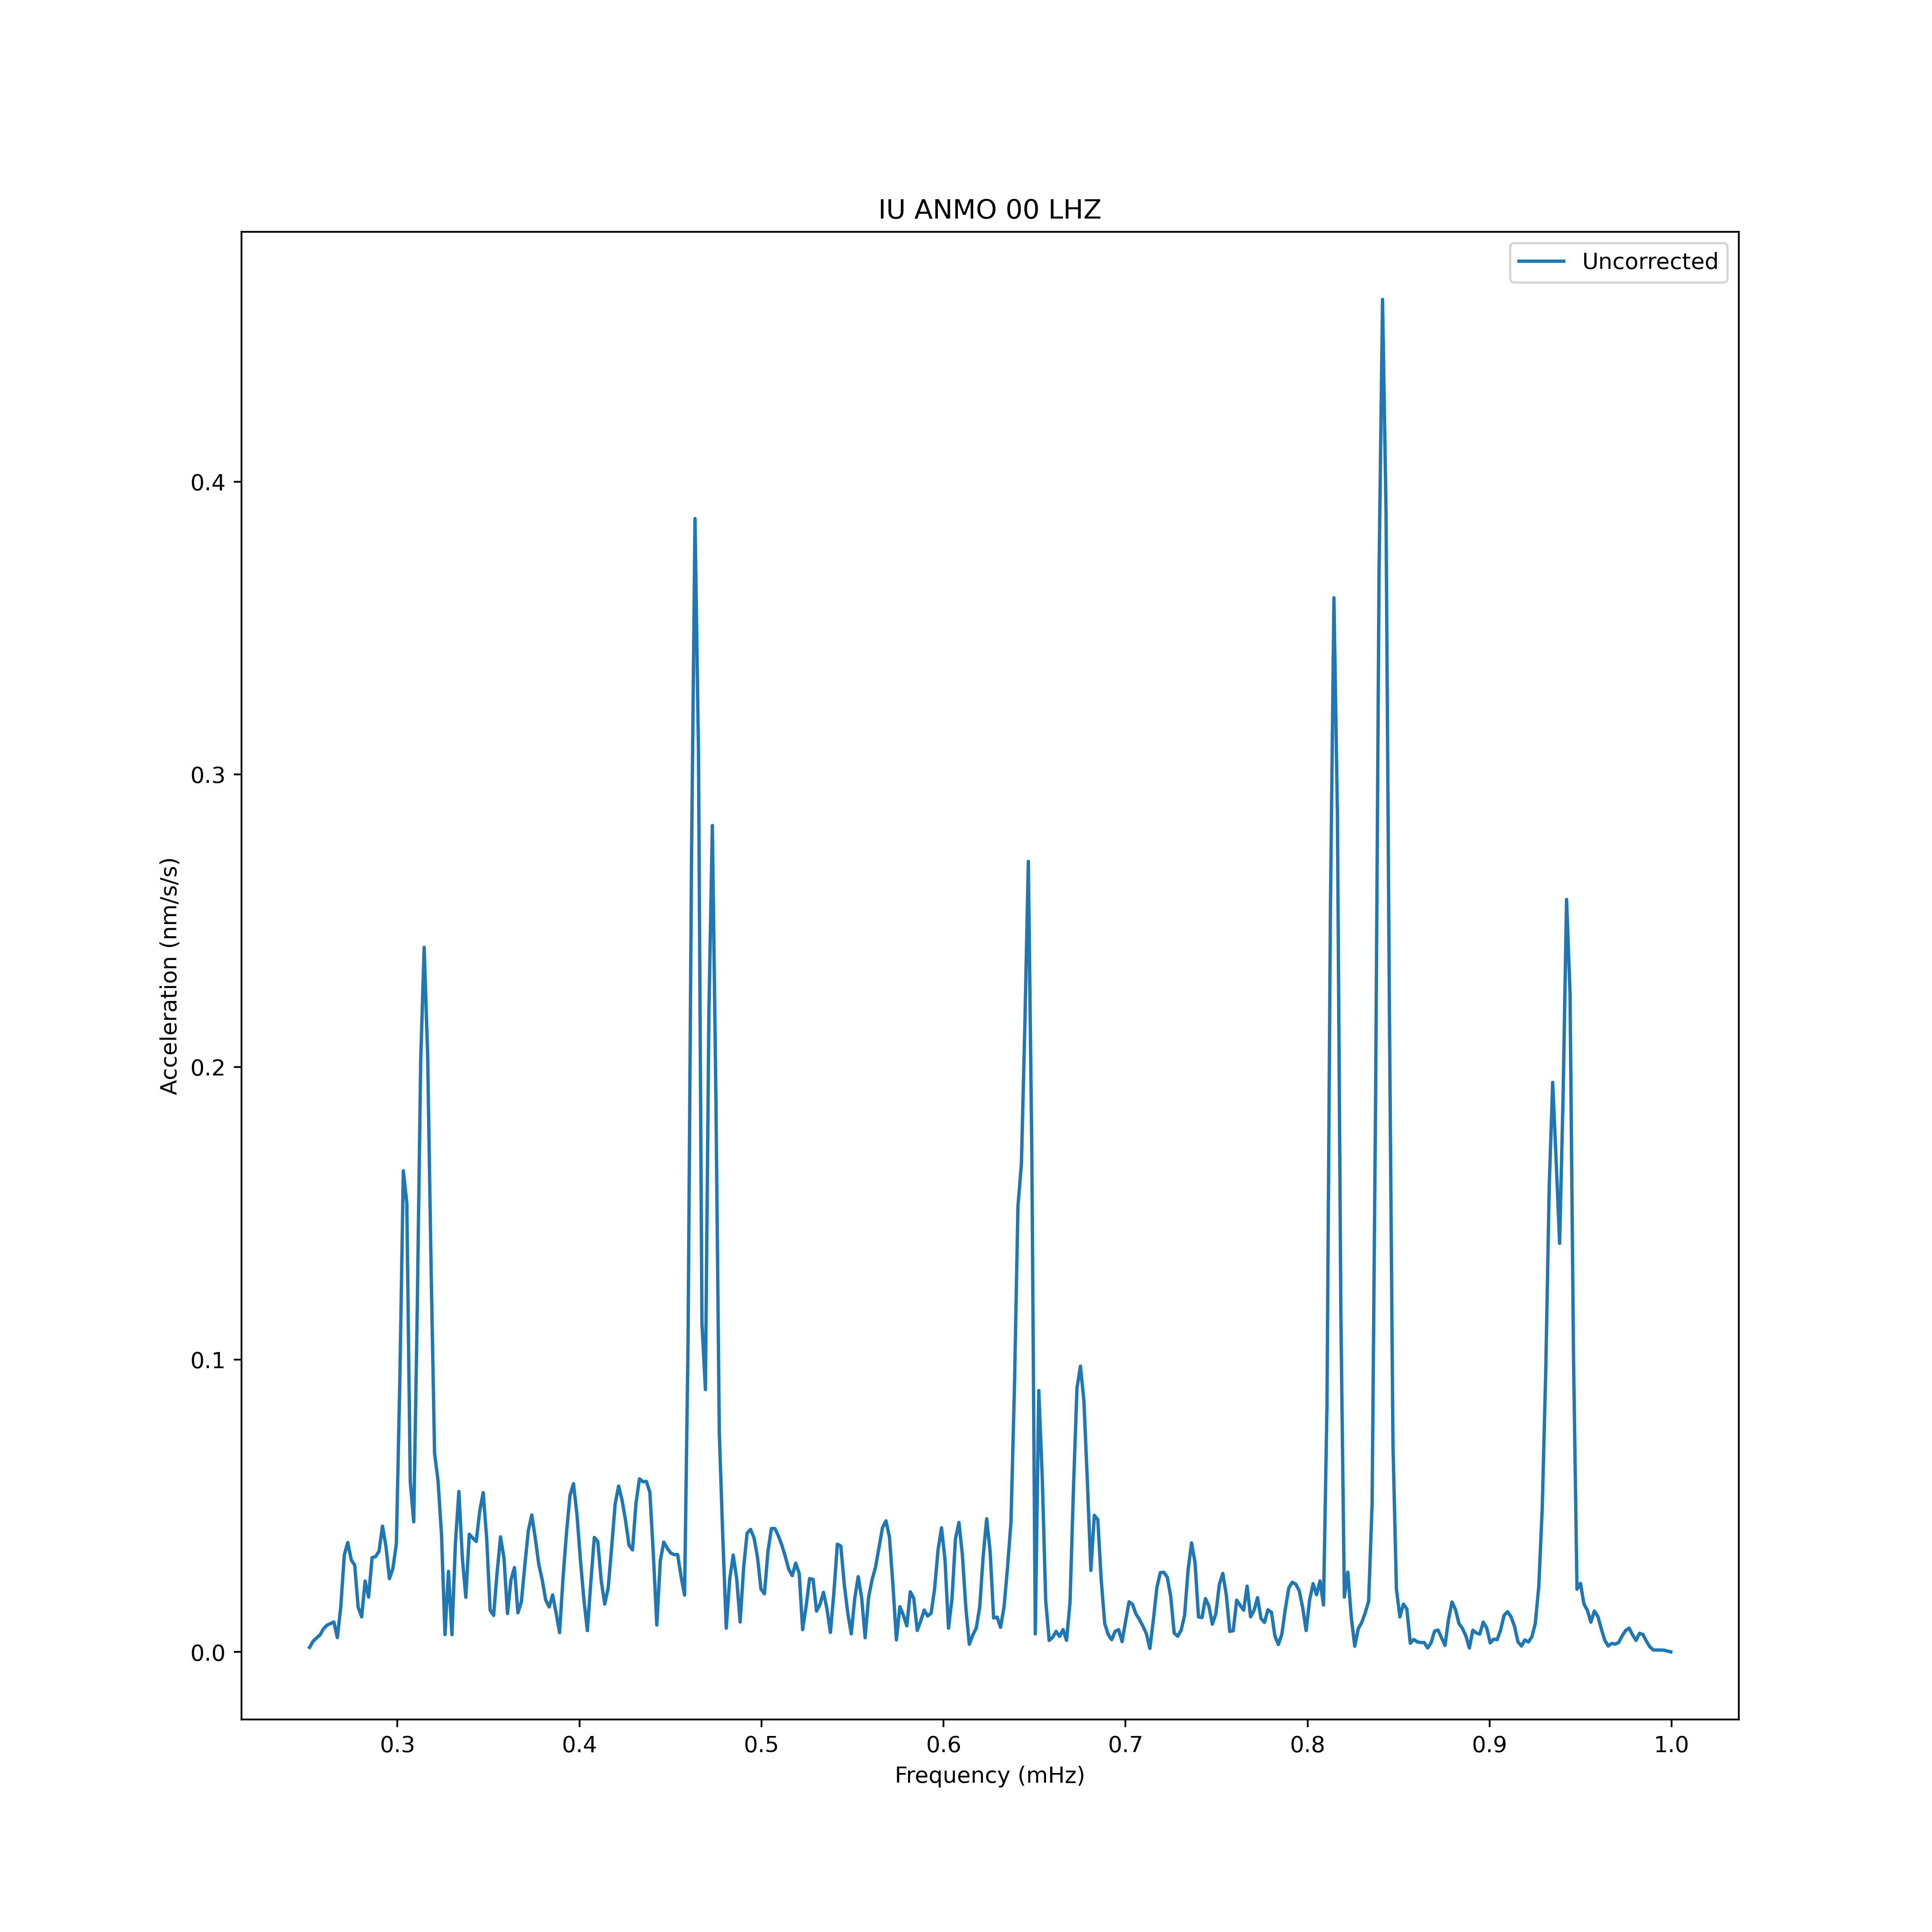 IU ANMO 00 LHZ
Uncorrected
0.4
0.3
0.2
0.1
0.0
Acceleration (nm/s/s)
0.3 0.4 0.5 0.6 0.7 0.8 0.9 1.0
Frequency (mHz)